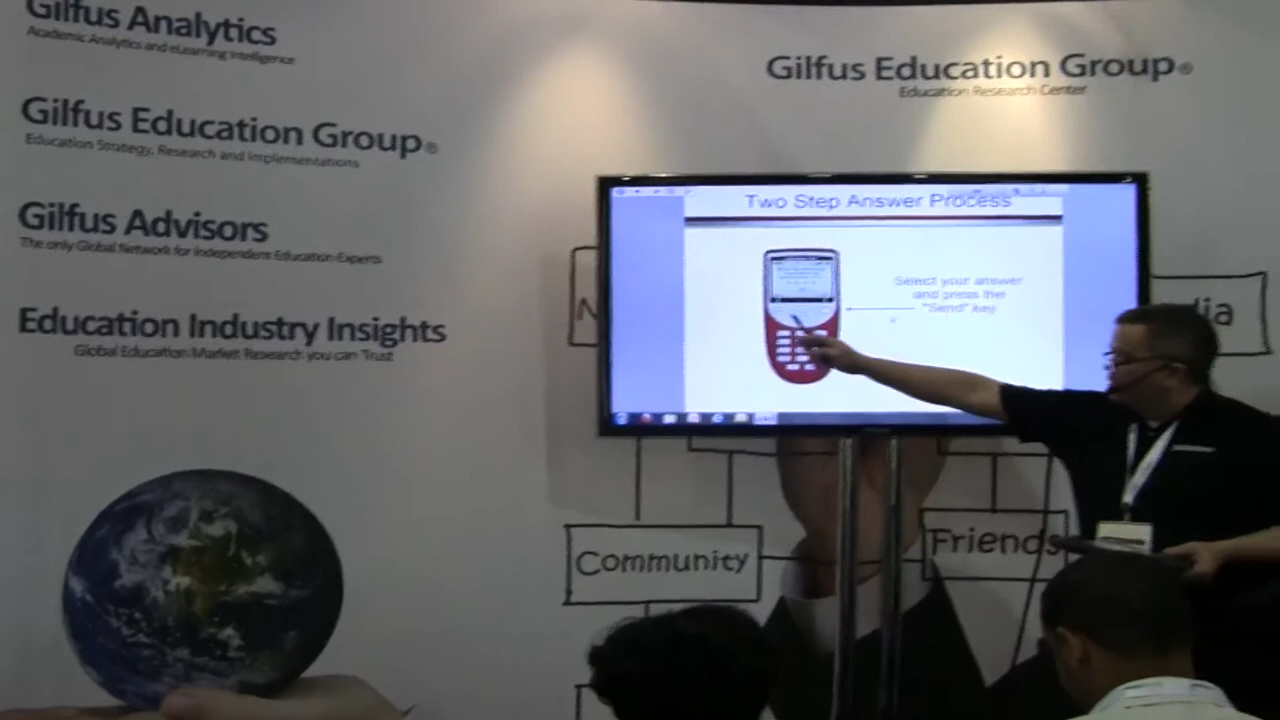 Gilfus Analytics
Academic Analytics and eLearning Intelligence
Gilfus Education Group®
Education Strategy, Research and Implementations
Gilfus Advisors
The only Global Network for Independent Education Experts
Education Industry Insights
Global Education Market Research you can Trust
Gilfus Education Group®
Education Research Center
Two Step Answer Process
Select your answer
and press the
"Send" key
Community
Friends